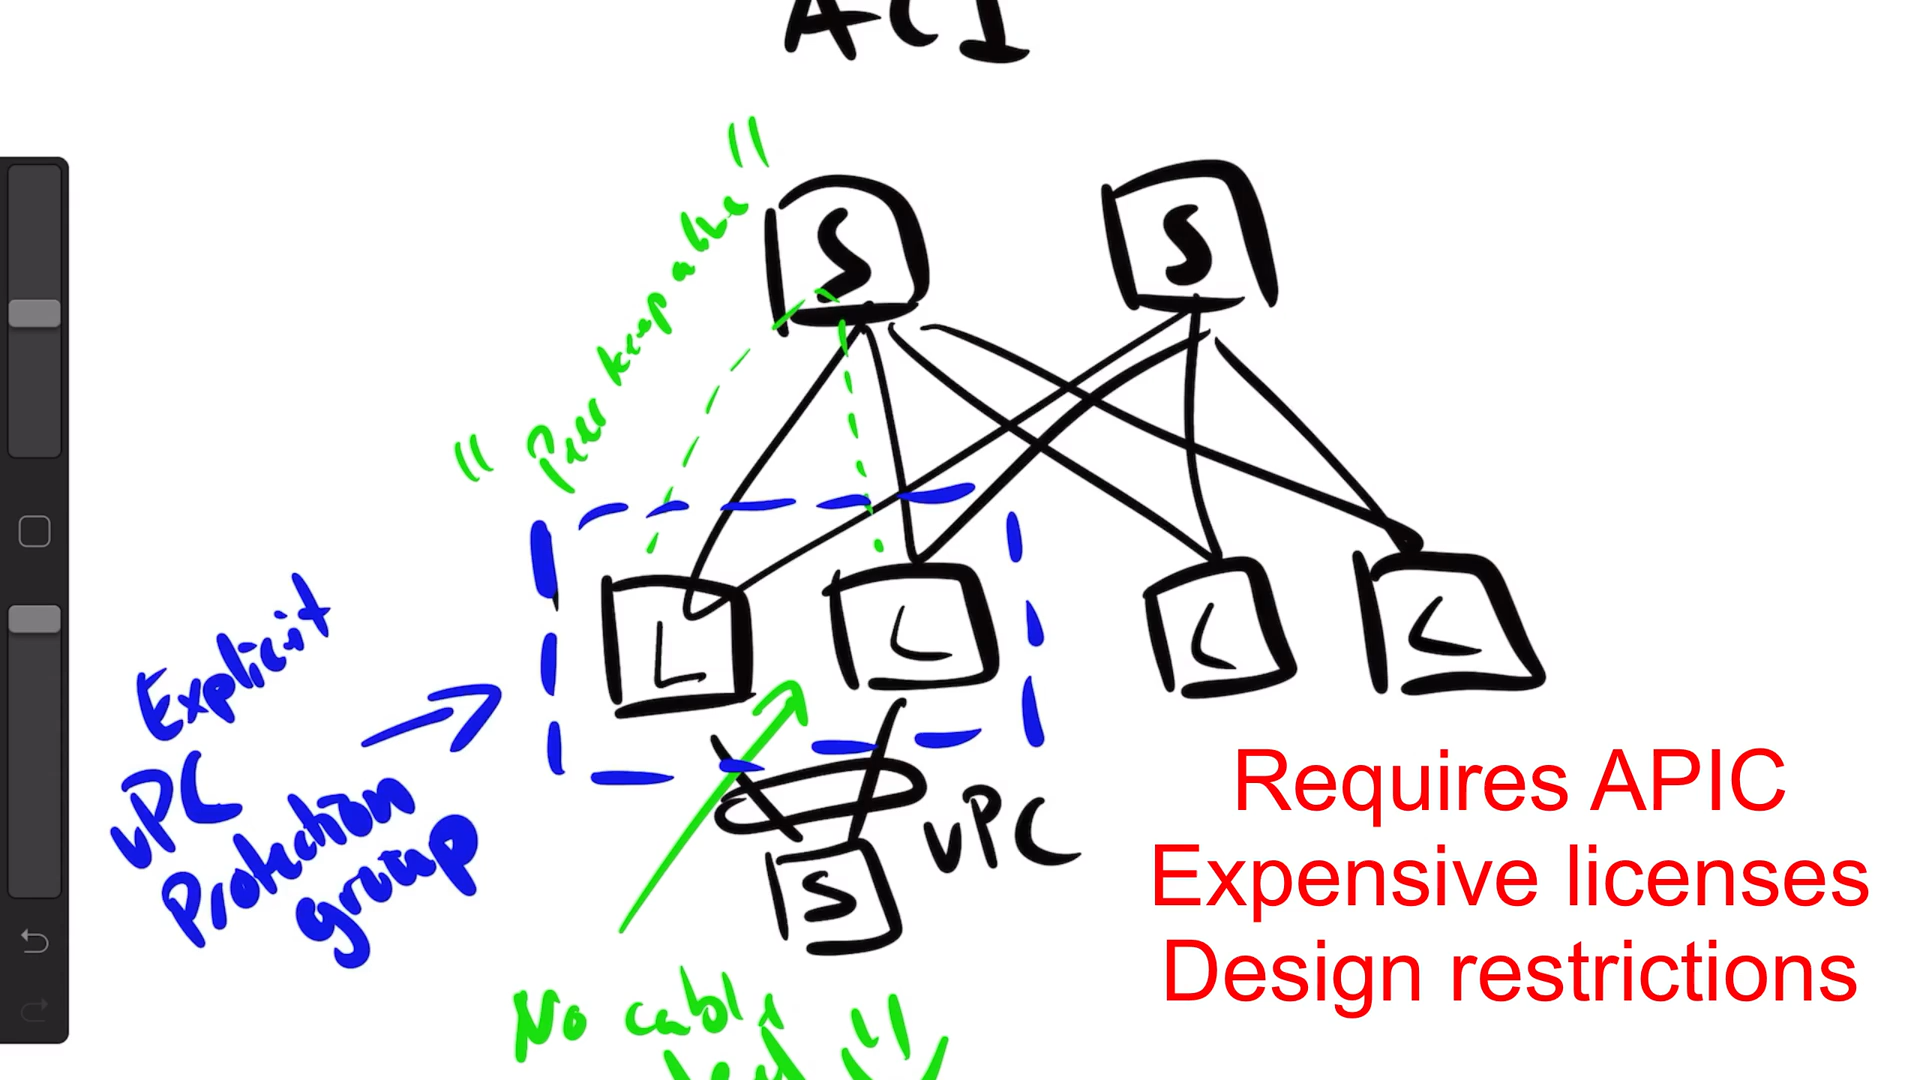 ACI
"Peer keepalive"
S
S
L
L
L
L
Explicit
vPC
Protection
group
vPC
S
No cable
Requires APIC
Expensive licenses
Design restrictions